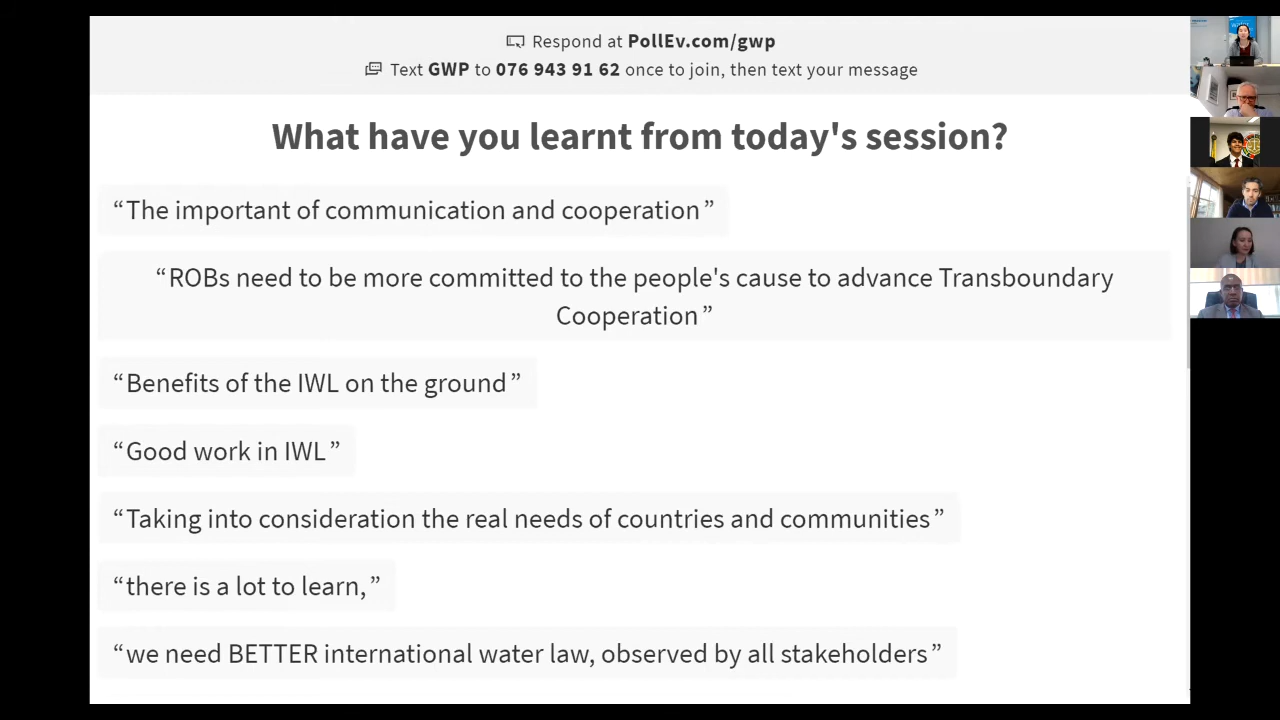 Respond at PollEv.com/gwp
Text GWP to 076 943 91 62 once to join, then text your message
What have you learnt from today's session?
“The important of communication and cooperation”
“ROBs need to be more committed to the people's cause to advance Transboundary
Cooperation”
“Benefits of the IWL on the ground”
“Good work in IWL”
“Taking into consideration the real needs of countries and communities”
“there is a lot to learn,”
“we need BETTER international water law, observed by all stakeholders”